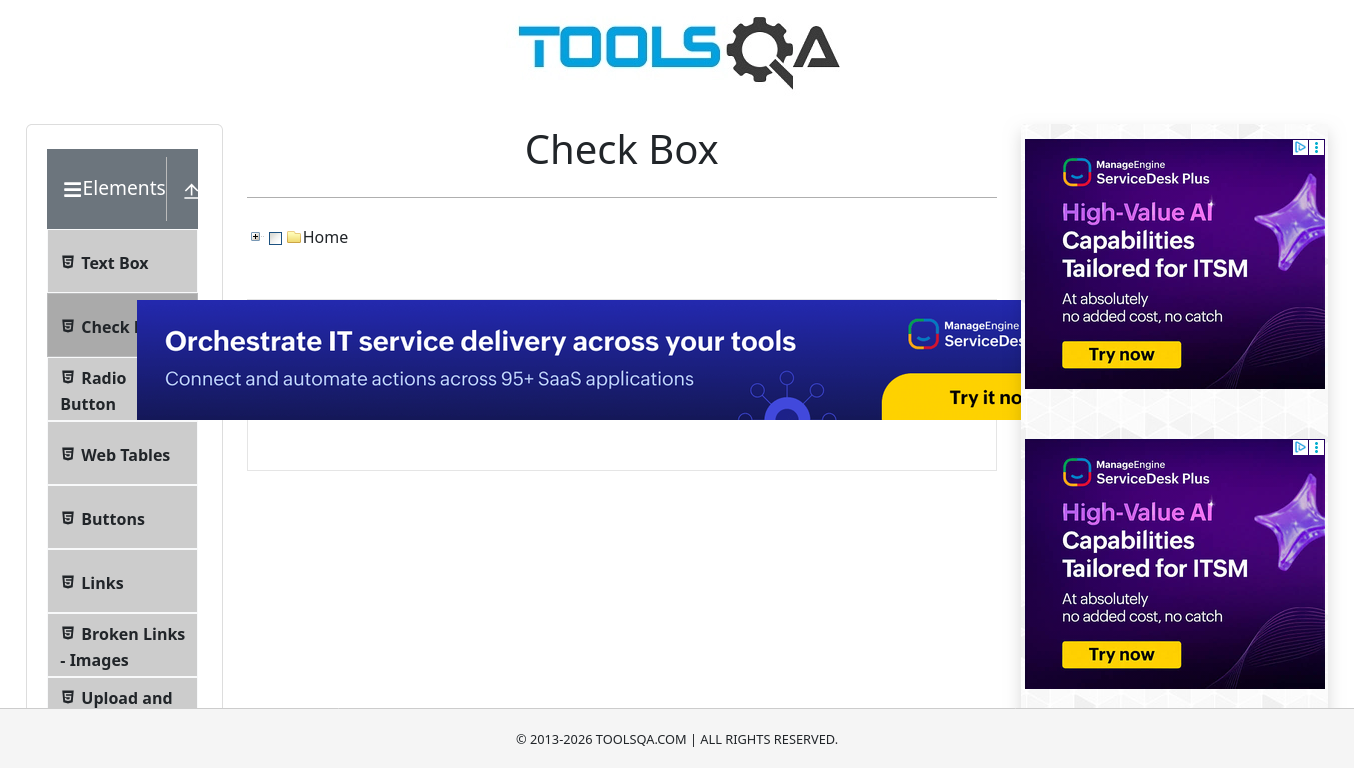 TOOLSQA
Check Box
Elements
Text Box
Check
Radio
Button
Web Tables
Buttons
Links
Broken Links
- Images
Upload and
Home
Orchestrate IT service delivery across your tools
Connect and automate actions across 95+ SaaS applications
ManageEngine
ServiceDes
Try it no
ManageEngine
ServiceDesk Plus
High-Value AI
Capabilities
Tailored for ITSM
At absolutely
no added cost, no catch
Try now
ManageEngine
ServiceDesk Plus
High-Value AI
Capabilities
Tailored for ITSM
At absolutely
no added cost, no catch
Try now
© 2013-2026 TOOLSQA.COM | ALL RIGHTS RESERVED.